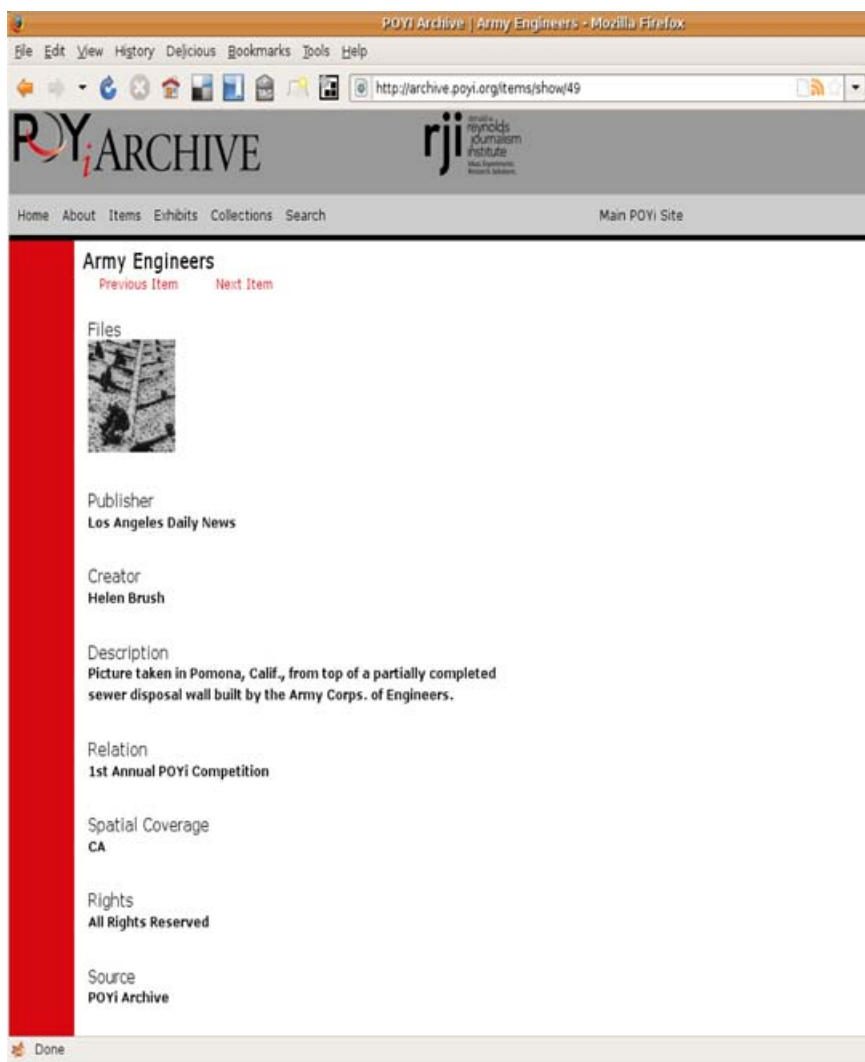 POYi Archive | Army Engineers - Mozilla Firefox
File Edit View History Delicious Bookmarks Tools Help
http://archive.poyi.org/items/show/49
POYi ARCHIVE
rji
donald w.
reynolds
journalism
institute
Home About Items Exhibits Collections Search Main POYi Site
Army Engineers
Previous Item Next Item
Files
Publisher
Los Angeles Daily News
Creator
Helen Brush
Description
Picture taken in Pomona, Calif., from top of a partially completed
sewer disposal wall built by the Army Corps. of Engineers.
Relation
1st Annual POYi Competition
Spatial Coverage
CA
Rights
All Rights Reserved
Source
POYi Archive
Done